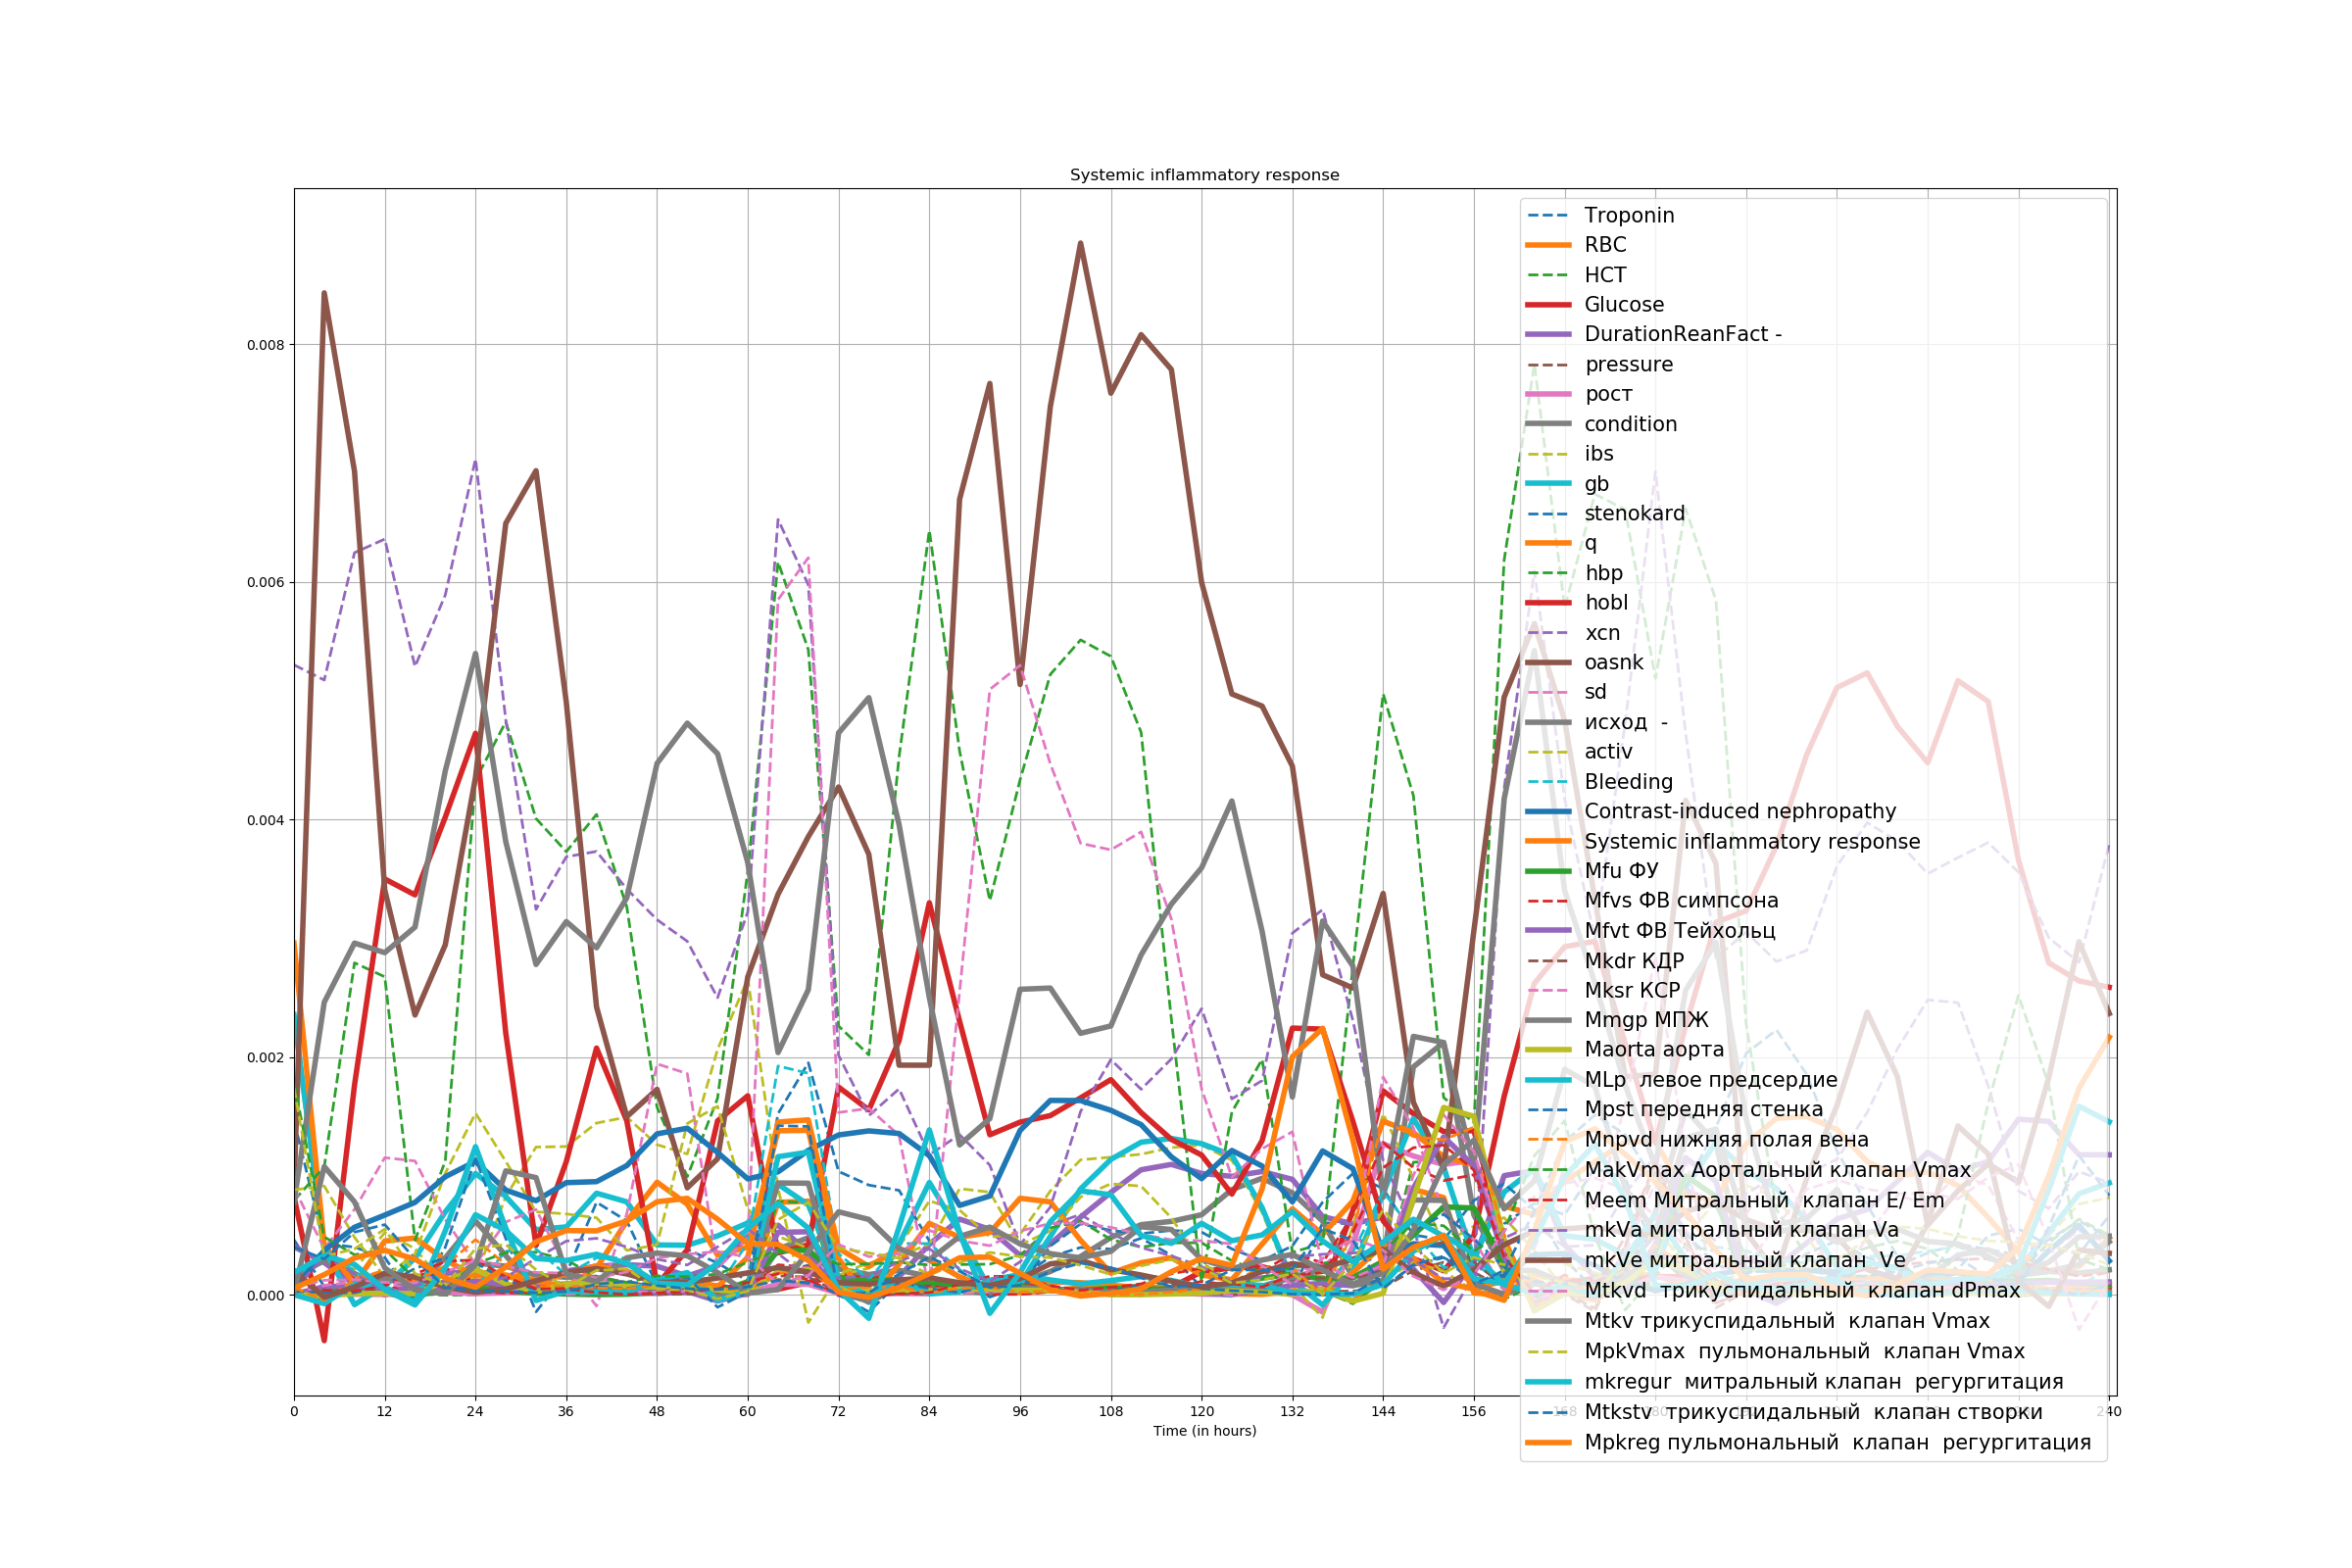 Systemic inflammatory response
0.008
0.006
0.004
0.002
0.000
Troponin
RBC
HCT
Glucose
DurationReanFact -
pressure
рост
condition
ibs
gb
stenokard
q
hbp
hobl
xcn
oasnk
sd
исход  -
activ
Bleeding
Contrast-induced nephropathy
Systemic inflammatory response
Mfu ФУ
Mfvs ФВ симпсона
Mfvt ФВ Тейхольц
Mkdr КДР
Mksr КСР
Mmgp МПЖ
Maorta аорта
MLp  левое предсердие
Mpst передняя стенка
Mnpvd нижняя полая вена
MakVmax Аортальный клапан Vmax
Meem Митральный  клапан E/ Em
mkVa митральный клапан Va
mkVe митральный клапан  Ve
Mtkvd  трикуспидальный  клапан dPmax
Mtkv трикуспидальный  клапан Vmax
MpkVmax  пульмональный  клапан Vmax
mkregur  митральный клапан  регургитация
Mtkstv  трикуспидальный  клапан створки
Mpkreg пульмональный  клапан  регургитация
0 12 24 36 48 60 72 84 96 108 120 132 144 156 168 240
Time (in hours)